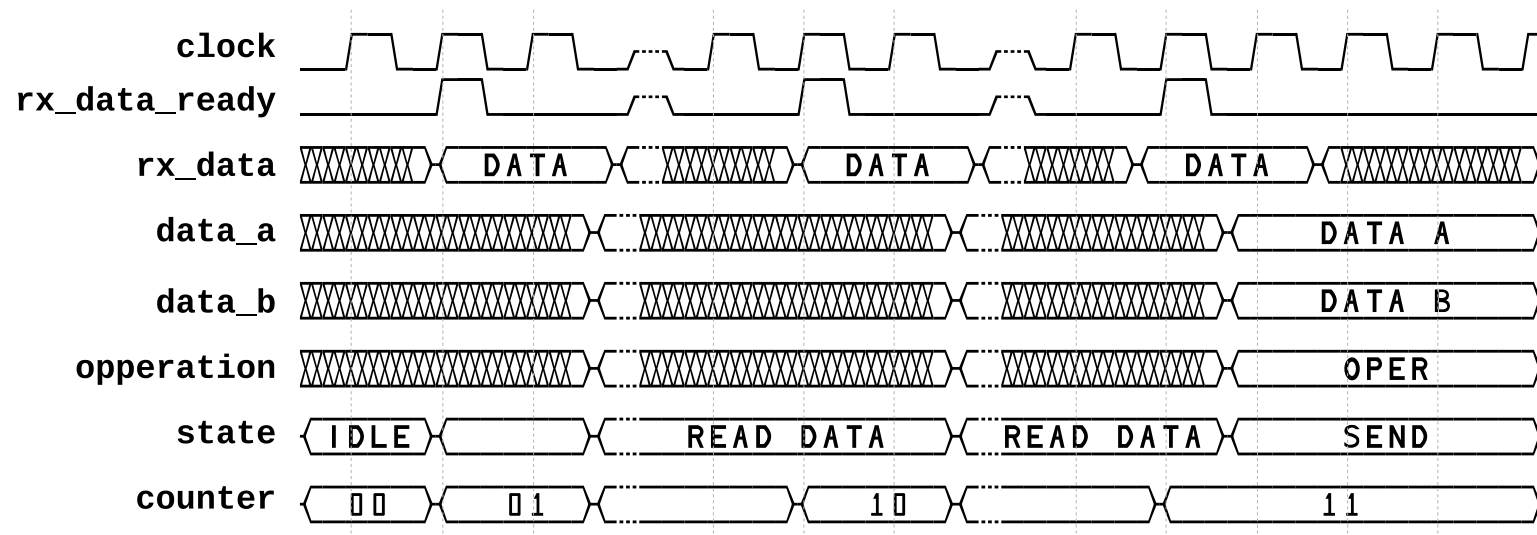 clock
rx_data_ready
rx_data DATA DATA DATA
data_a DATA A
data_b DATA B
opperation OPER
state IDLE READ DATA READ DATA SEND
counter 00 01 10 11